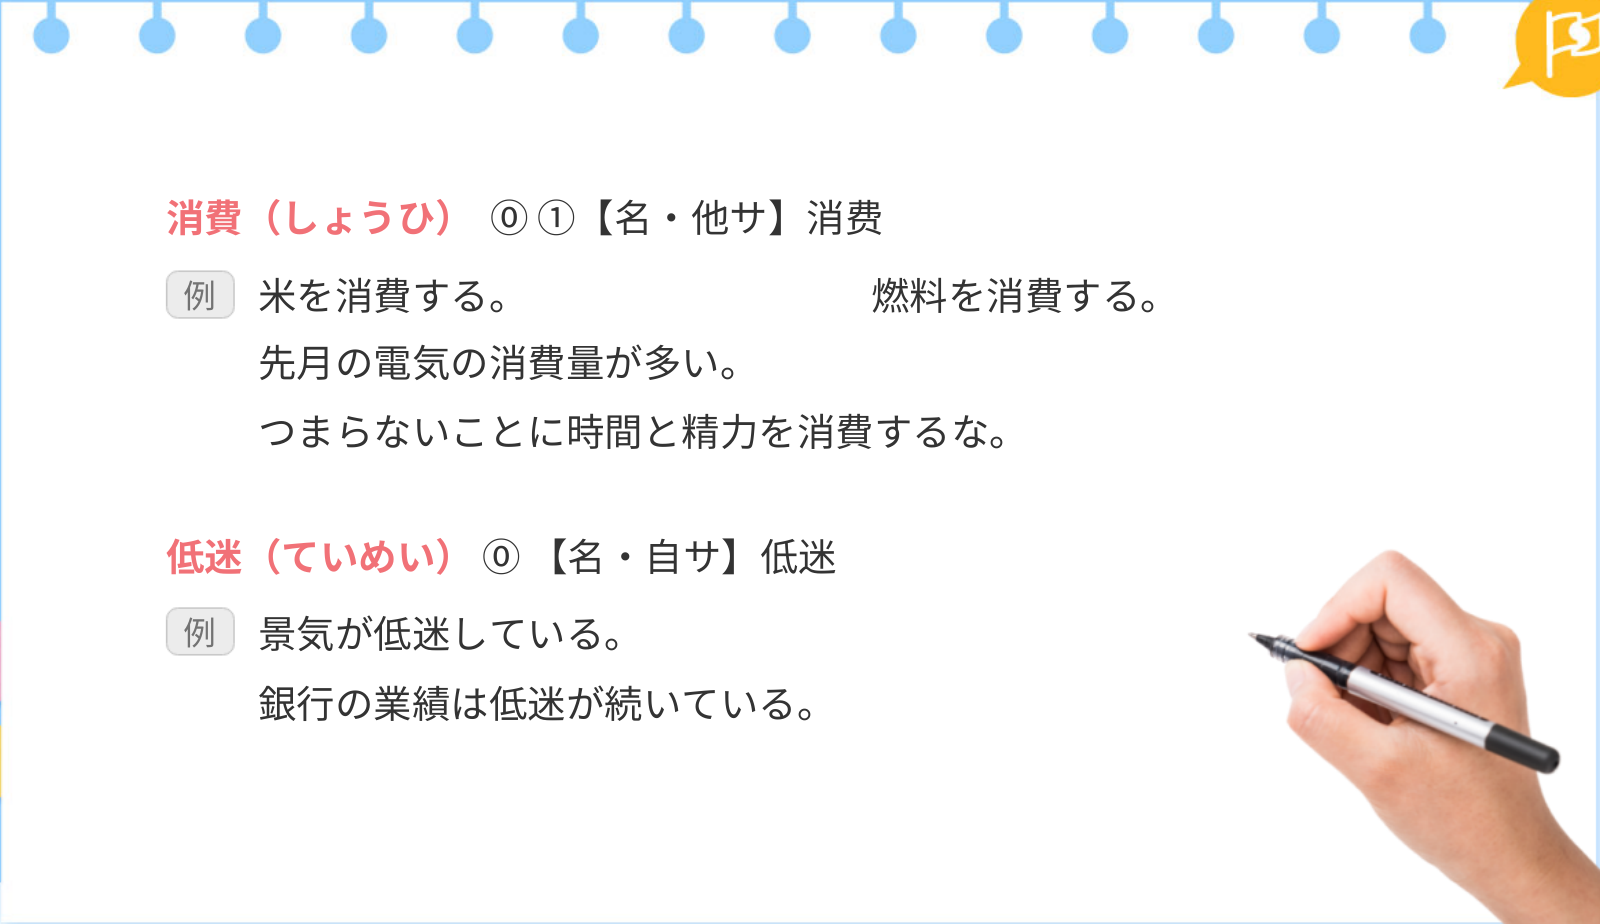 消費（しょうひ） ⓪ ①【名・他サ】消费
例 米を消費する。 燃料を消費する。
先月の電気の消費量が多い。
つまらないことに時間と精力を消費するな。
低迷（ていめい） ⓪ 【名・自サ】低迷
例 景気が低迷している。
銀行の業績は低迷が続いている。